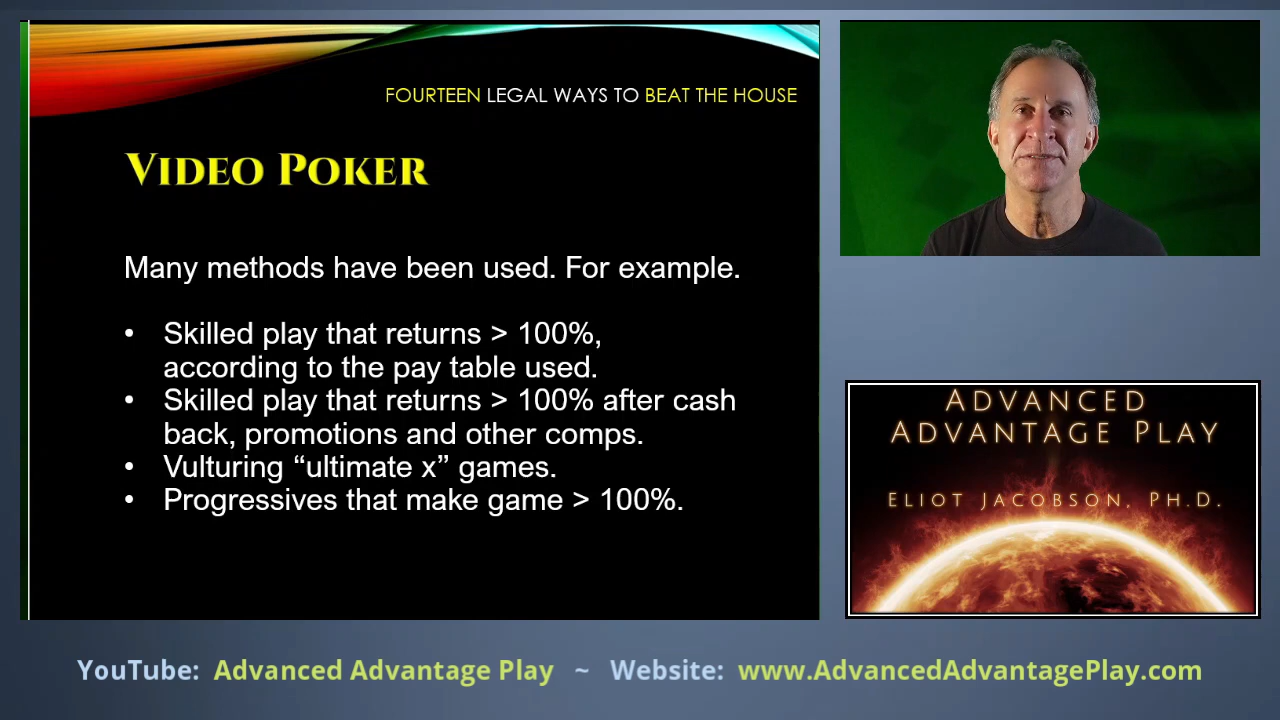 FOURTEEN LEGAL WAYS TO BEAT THE HOUSE
VIDEO POKER
Many methods have been used. For example.
• Skilled play that returns > 100%,
according to the pay table used.
• Skilled play that returns > 100% after cash
back, promotions and other comps.
• Vulturing “ultimate x” games.
• Progressives that make game > 100%.
ADVANCED
ADVANTAGE PLAY
ELIOT JACOBSON, PH.D.
YouTube: Advanced Advantage Play ~ Website: www.AdvancedAdvantagePlay.com